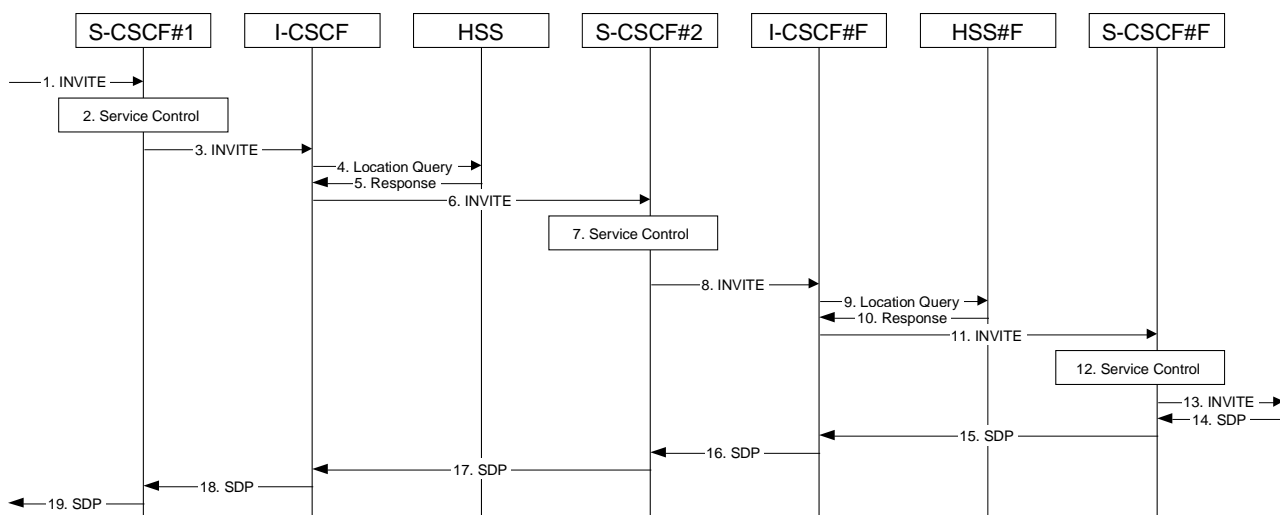 S-CSCF#1
I-CSCF
HSS
S-CSCF#2
I-CSCF#F
HSS#F
S-CSCF#F
1. INVITE
2. Service Control
3. INVITE
4. Location Query
5. Response
6. INVITE
7. Service Control
8. INVITE
9. Location Query
10. Response
11. INVITE
12. Service Control
13. INVITE
14. SDP
15. SDP
16. SDP
17. SDP
18. SDP
19. SDP